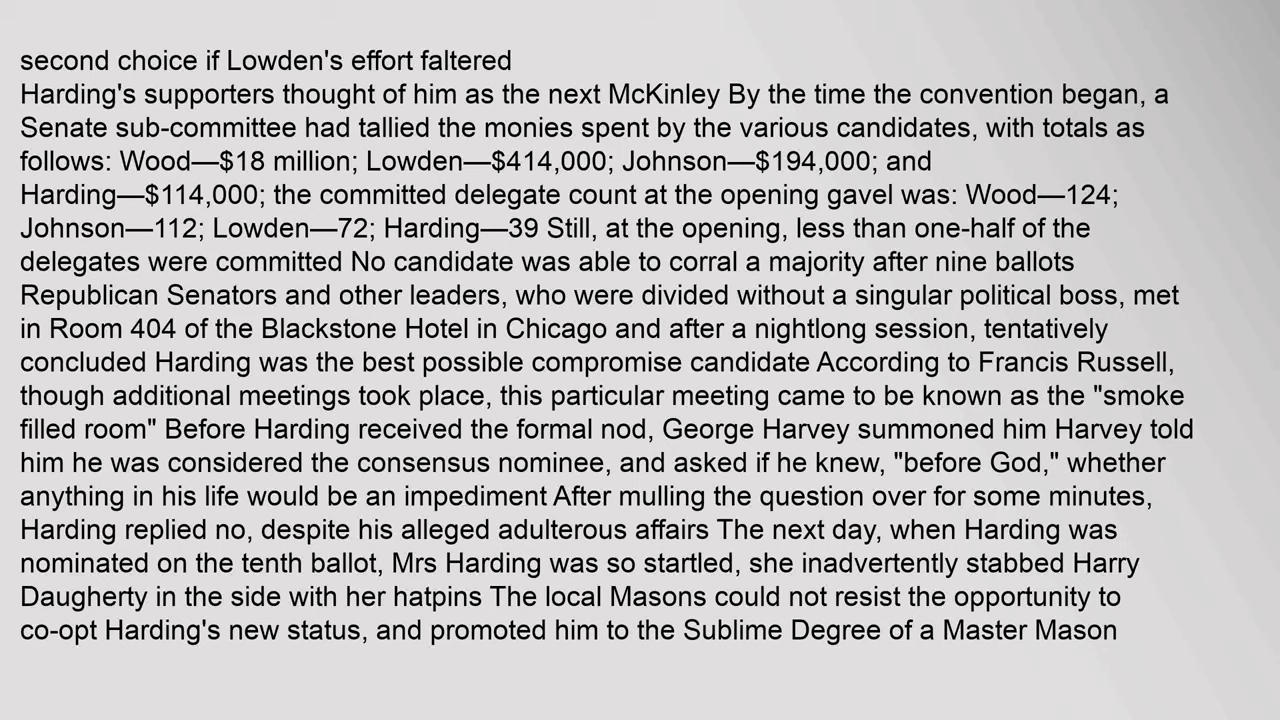 second choice if Lowden's effort faltered
Harding's supporters thought of him as the next McKinley By the time the convention began, a
Senate sub-committee had tallied the monies spent by the various candidates, with totals as
follows: Wood—$18 million; Lowden—$414,000; Johnson—$194,000; and
Harding—$114,000; the committed delegate count at the opening gavel was: Wood—124;
Johnson—112; Lowden—72; Harding—39 Still, at the opening, less than one-half of the
delegates were committed No candidate was able to corral a majority after nine ballots
Republican Senators and other leaders, who were divided without a singular political boss, met
in Room 404 of the Blackstone Hotel in Chicago and after a nightlong session, tentatively
concluded Harding was the best possible compromise candidate According to Francis Russell,
though additional meetings took place, this particular meeting came to be known as the "smoke
filled room" Before Harding received the formal nod, George Harvey summoned him Harvey told
him he was considered the consensus nominee, and asked if he knew, "before God," whether
anything in his life would be an impediment After mulling the question over for some minutes,
Harding replied no, despite his alleged adulterous affairs The next day, when Harding was
nominated on the tenth ballot, Mrs Harding was so startled, she inadvertently stabbed Harry
Daugherty in the side with her hatpins The local Masons could not resist the opportunity to
co-opt Harding's new status, and promoted him to the Sublime Degree of a Master Mason